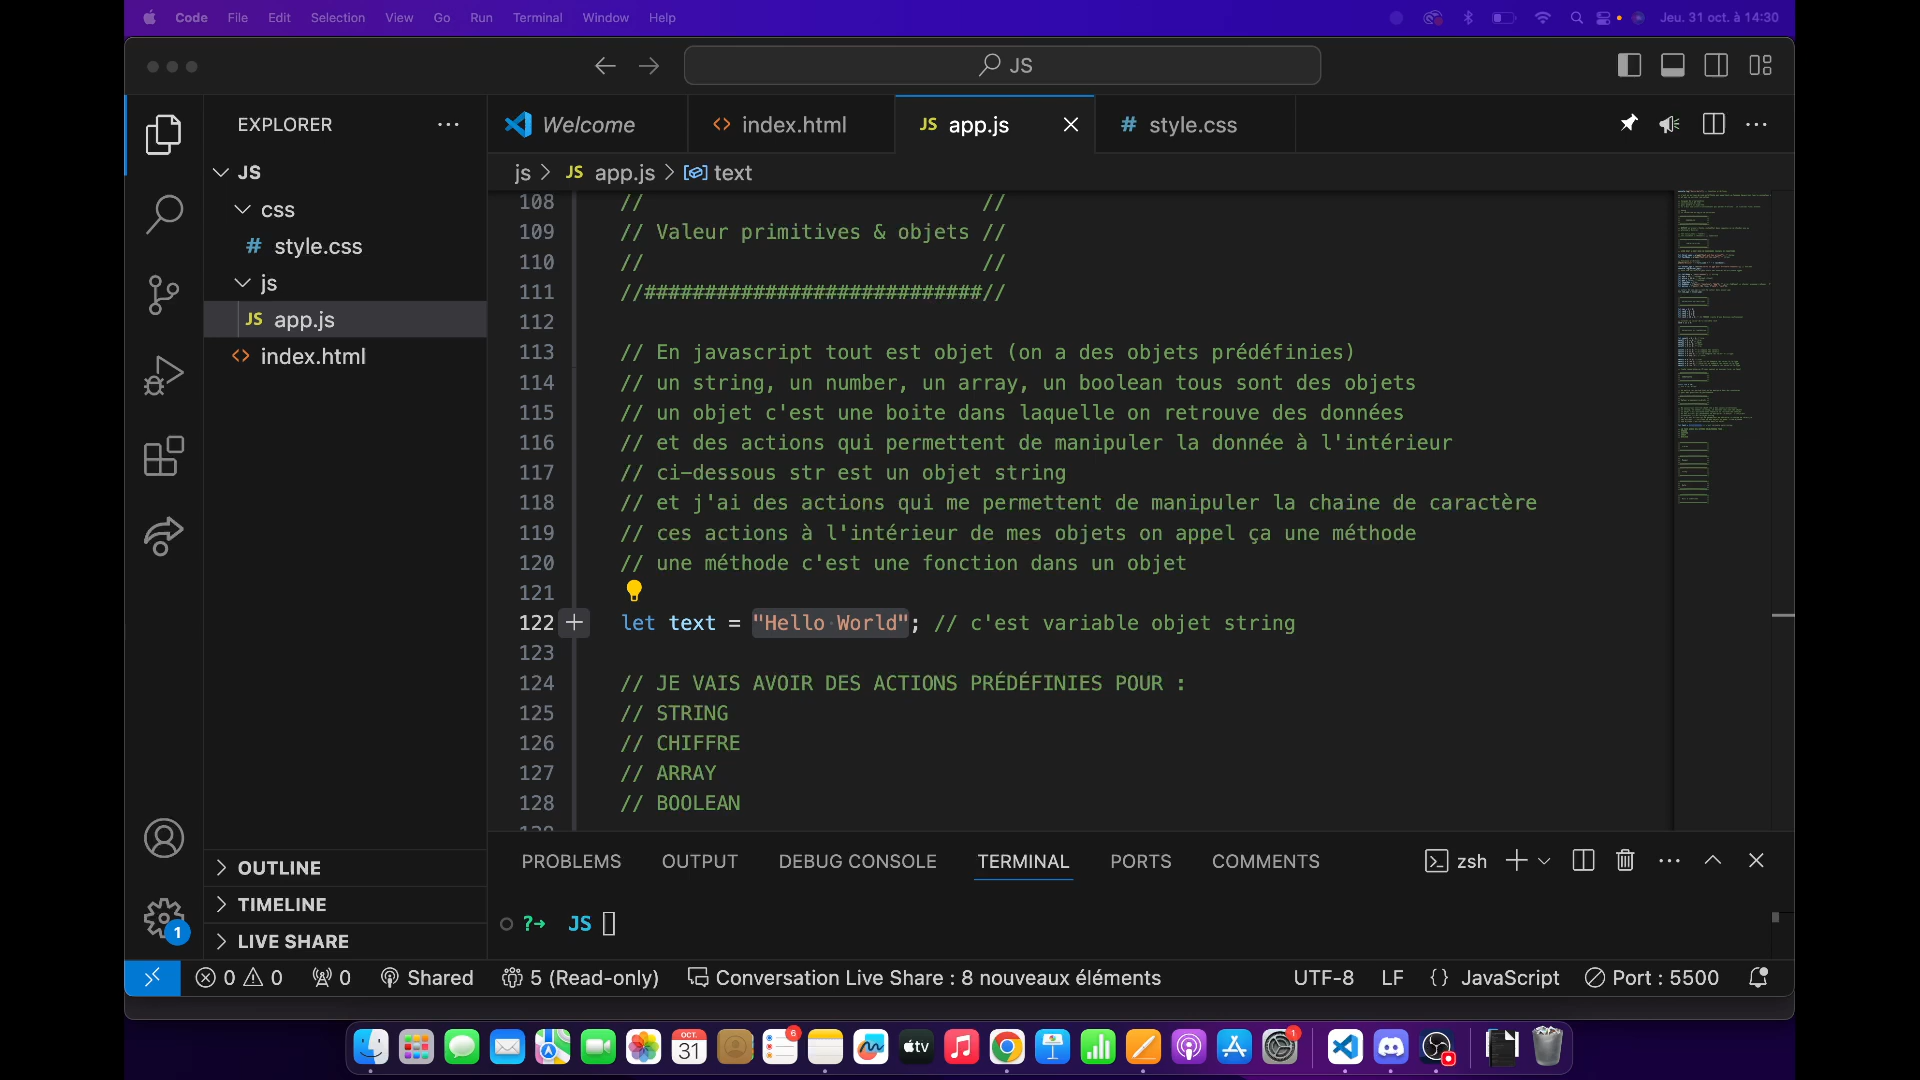 Code File Edit Selection View Go Run Terminal Window Help Jeu. 31 oct. à 14:30
JS
EXPLORER
Welcome
index.html
JS app.js
# style.css
js > JS app.js > text
JS
css
# style.css
js
JS app.js
index.html
108 // //
109 // Valeur primitives & objets //
110 // //
111 //############################//
112
113 // En javascript tout est objet (on a des objets prédéfinies)
114 // un string, un number, un array, un boolean tous sont des objets
115 // un objet c'est une boite dans laquelle on retrouve des données
116 // et des actions qui permettent de manipuler la donnée à l'intérieur
117 // ci-dessous str est un objet string
118 // et j'ai des actions qui me permettent de manipuler la chaine de caractère
119 // ces actions à l'intérieur de mes objets on appel ça une méthode
120 // une méthode c'est une fonction dans un objet
121
122 let text = "Hello World"; // c'est variable objet string
123
124 // JE VAIS AVOIR DES ACTIONS PRÉDÉFINIES POUR :
125 // STRING
126 // CHIFFRE
127 // ARRAY
128 // BOOLEAN
OUTLINE
TIMELINE
LIVE SHARE
1
PROBLEMS OUTPUT DEBUG CONSOLE TERMINAL PORTS COMMENTS zsh
?→ JS
0 0 0 Shared 5 (Read-only) Conversation Live Share : 8 nouveaux éléments UTF-8 LF {} JavaScript Port : 5500
OCT.
31
6
tv
1